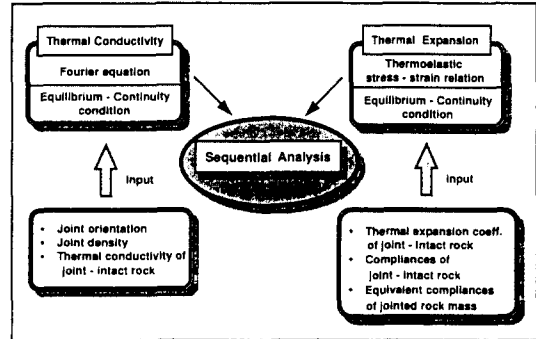 Thermal Conductivity
Fourier equation
Equilibrium - Continuity
condition
Thermal Expansion
Thermoelastic
stress - strain relation
Equilibrium - Continuity
condition
Sequential Analysis
Input
Input
• Joint orientation
• Joint density
• Thermal conductivity of
joint - intact rock
• Thermal expansion coeff.
of joint - intact rock
• Compliances of
joint - intact rock
• Equivalent compliances
of jointed rock mass